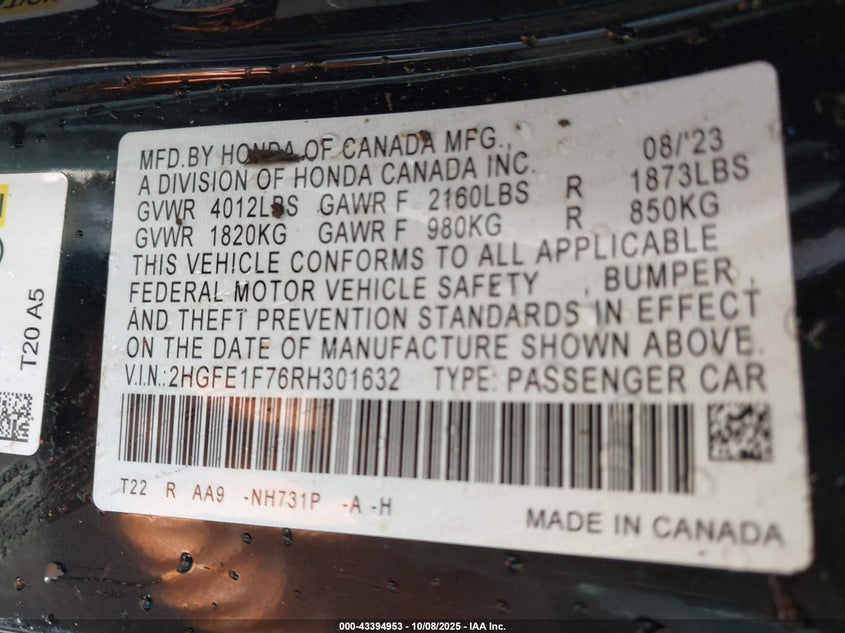 MFD.BY HONDA OF CANADA MFG., 08/'23
A DIVISION OF HONDA CANADA INC.
GVWR 4012LBS GAWR F 2160LBS R 1873LBS
GVWR 1820KG GAWR F 980KG R 850KG
THIS VEHICLE CONFORMS TO ALL APPLICABLE
FEDERAL MOTOR VEHICLE SAFETY , BUMPER ,
AND THEFT PREVENTION STANDARDS IN EFFECT
ON THE DATE OF MANUFACTURE SHOWN ABOVE.
V.I.N.:2HGFE1F76RH301632 TYPE: PASSENGER CAR
T22 R AA9 -NH731P -A -H
MADE IN CANADA
T20 A5
000-43394953 - 10/08/2025 - IAA Inc.